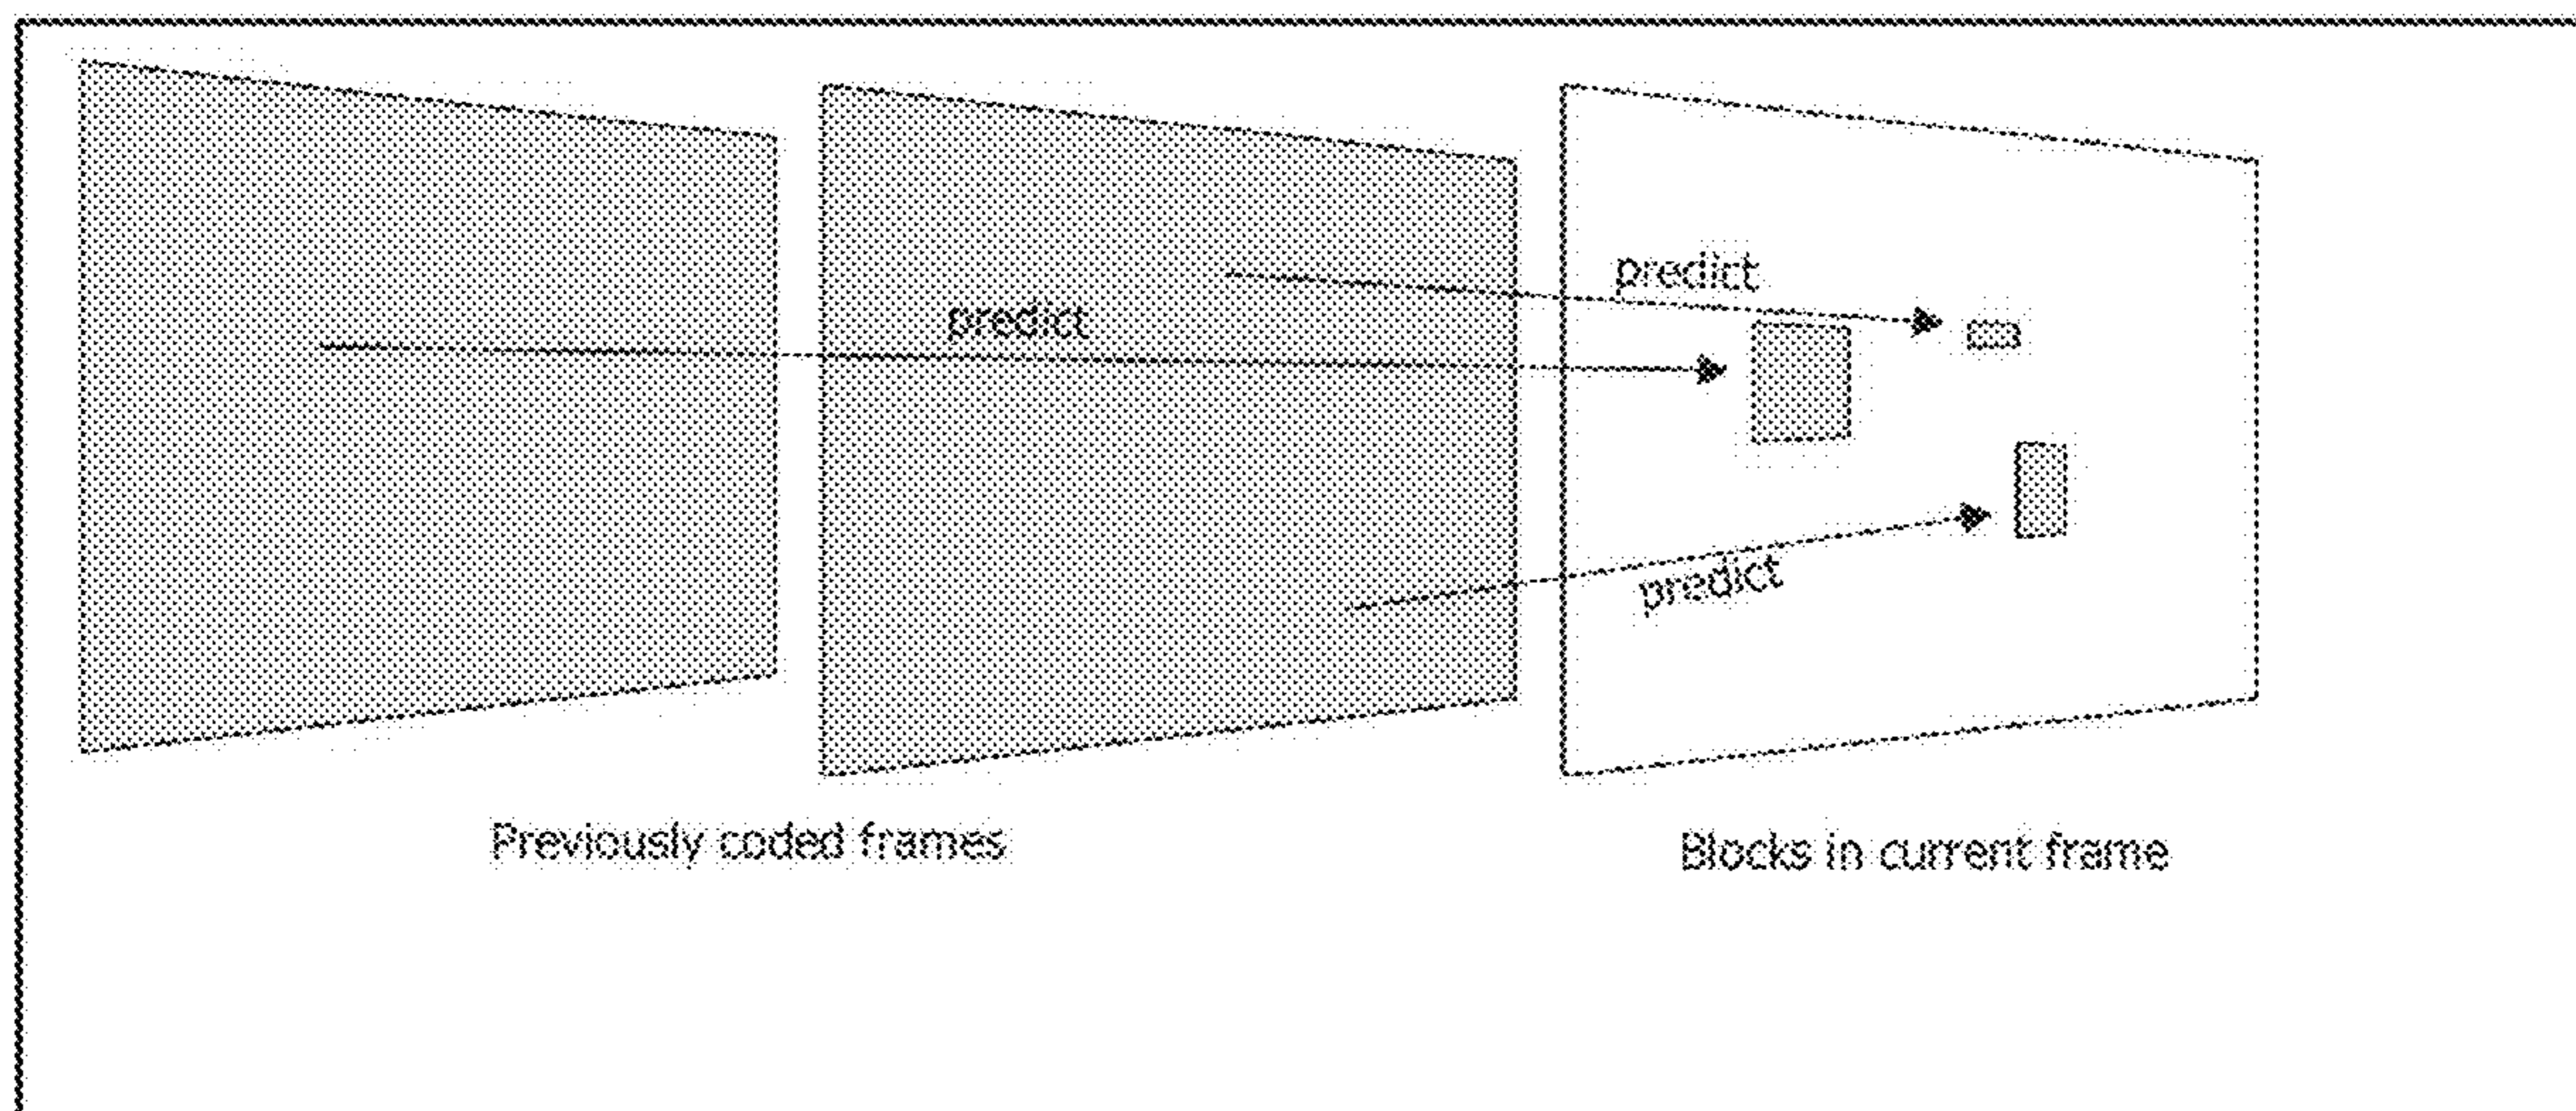 predict
predict
predict
Previously coded frames
Blocks in current frame